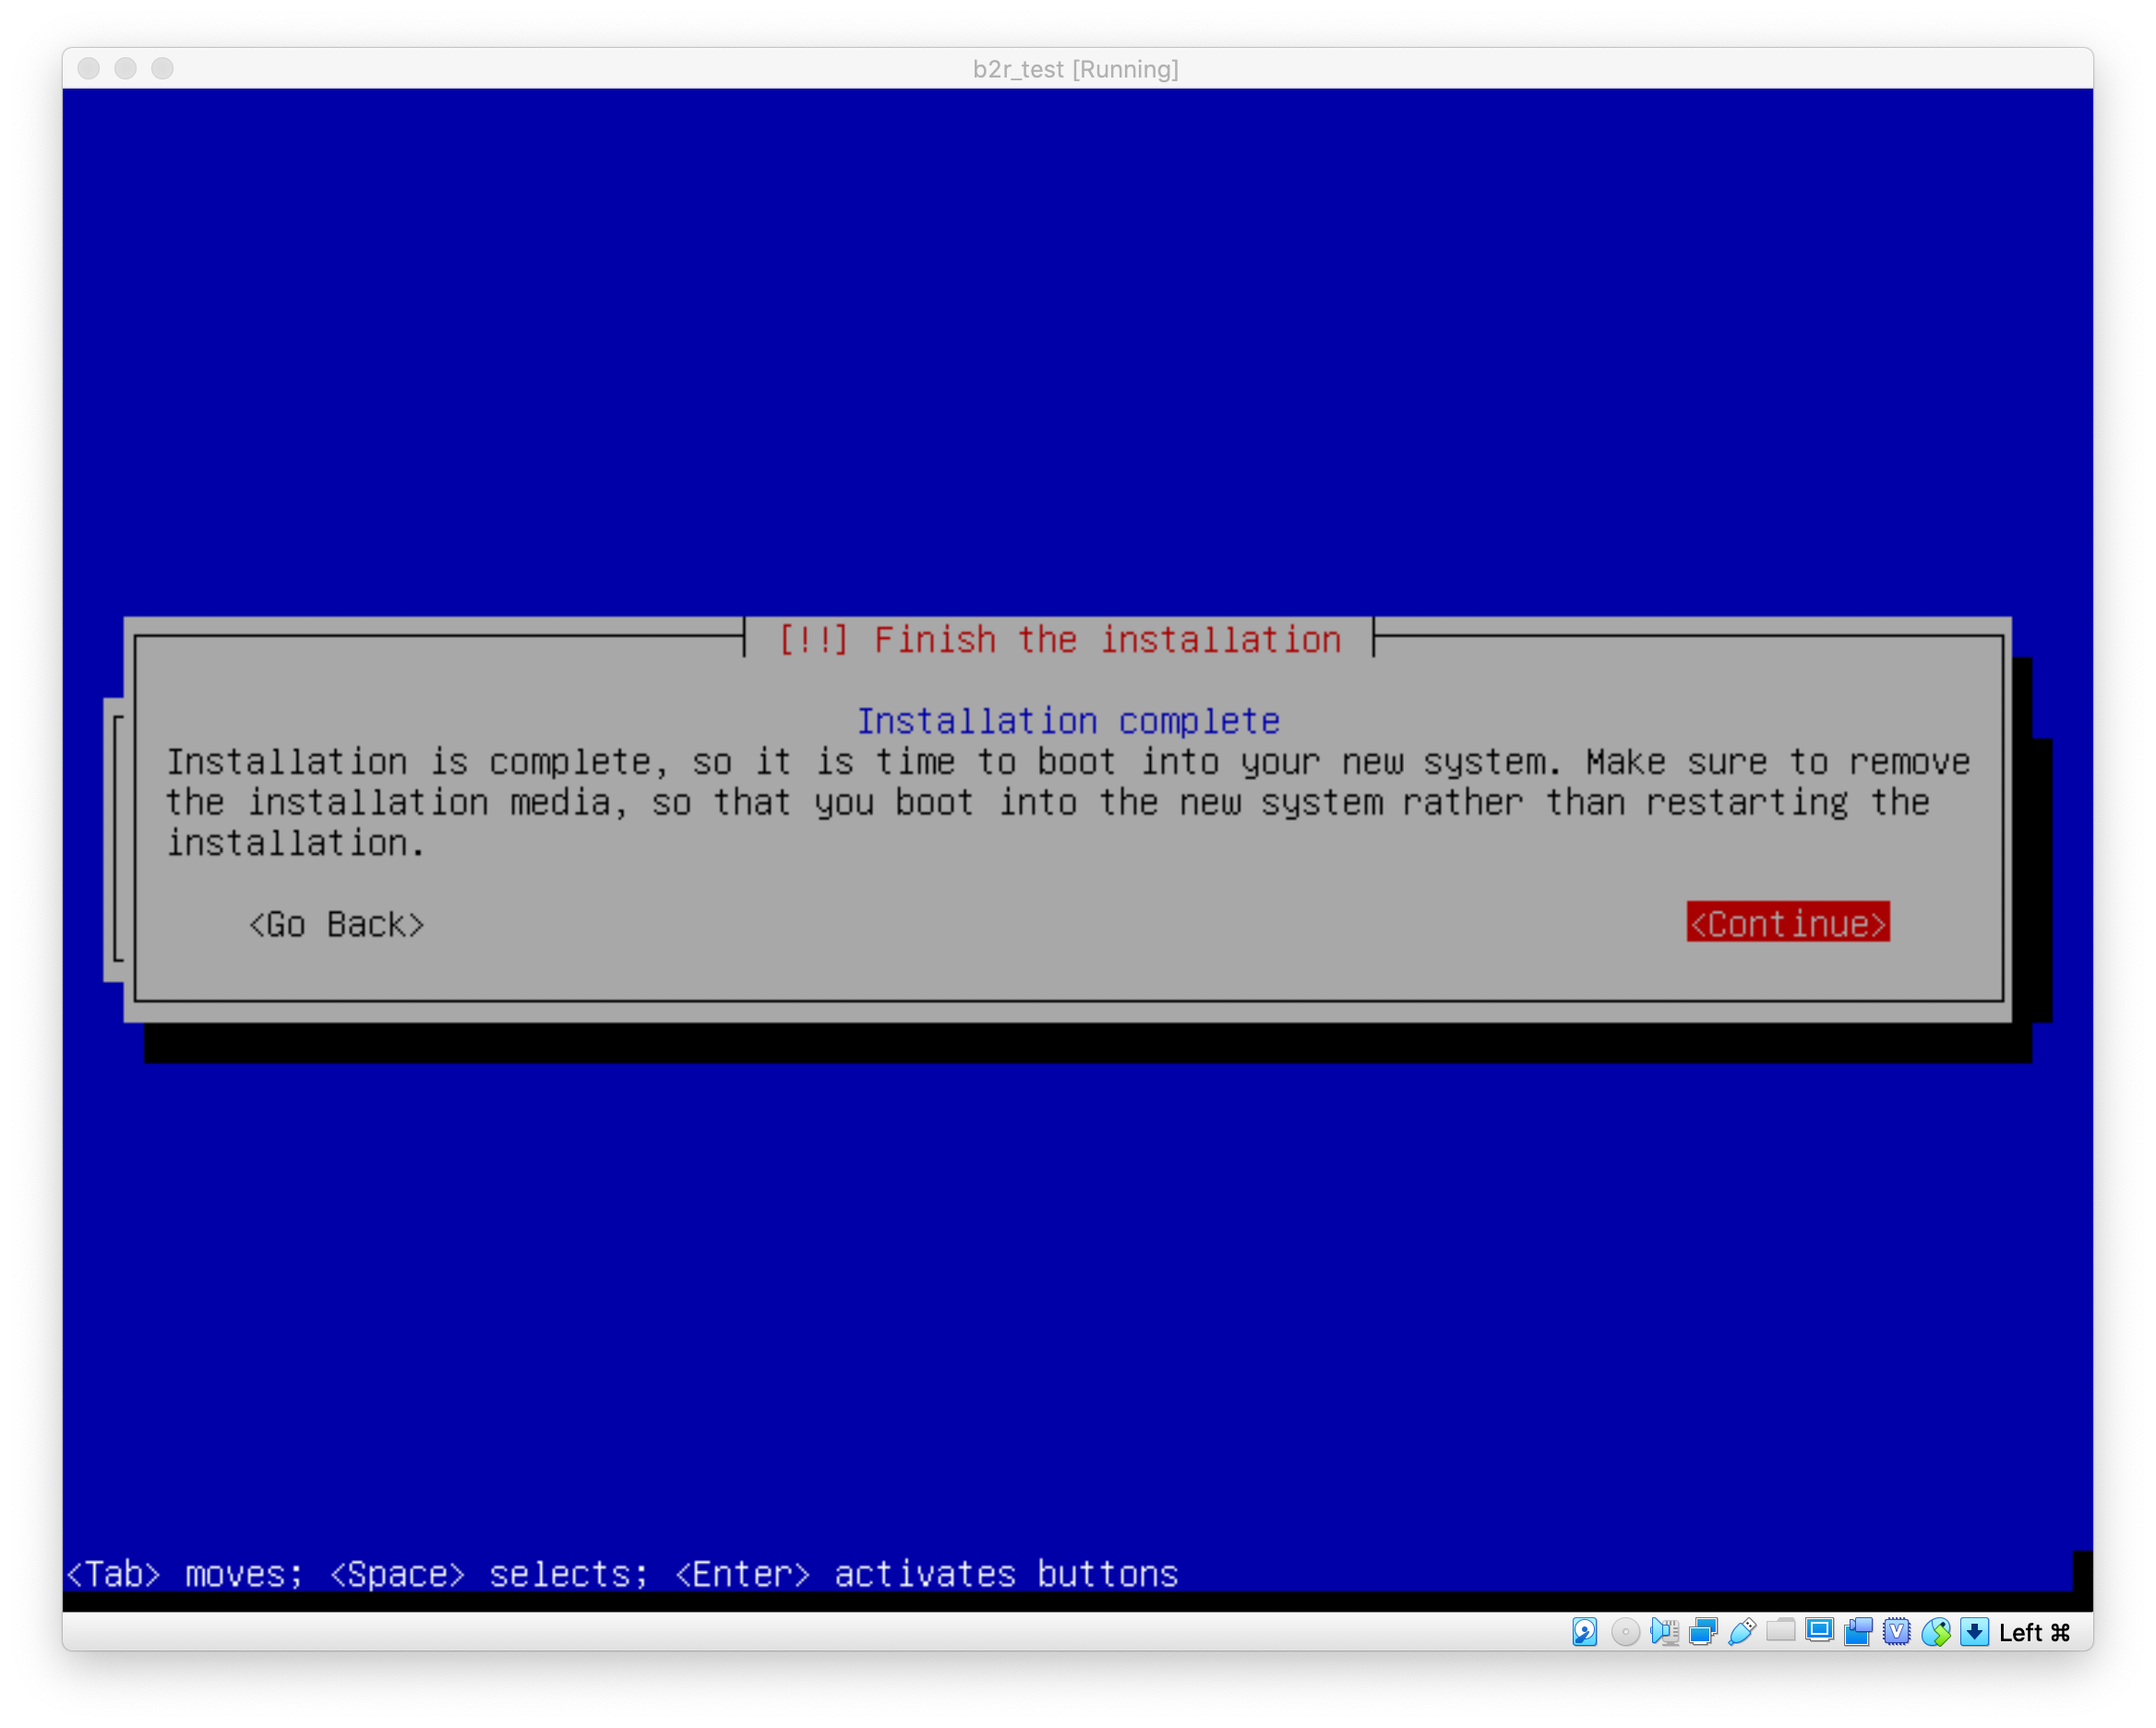 b2r_test [Running]
[!!] Finish the installation
Installation complete
Installation is complete, so it is time to boot into your new system. Make sure to remove
the installation media, so that you boot into the new system rather than restarting the
installation.
<Go Back> <Continue>
<Tab> moves; <Space> selects; <Enter> activates buttons
Left ⌘